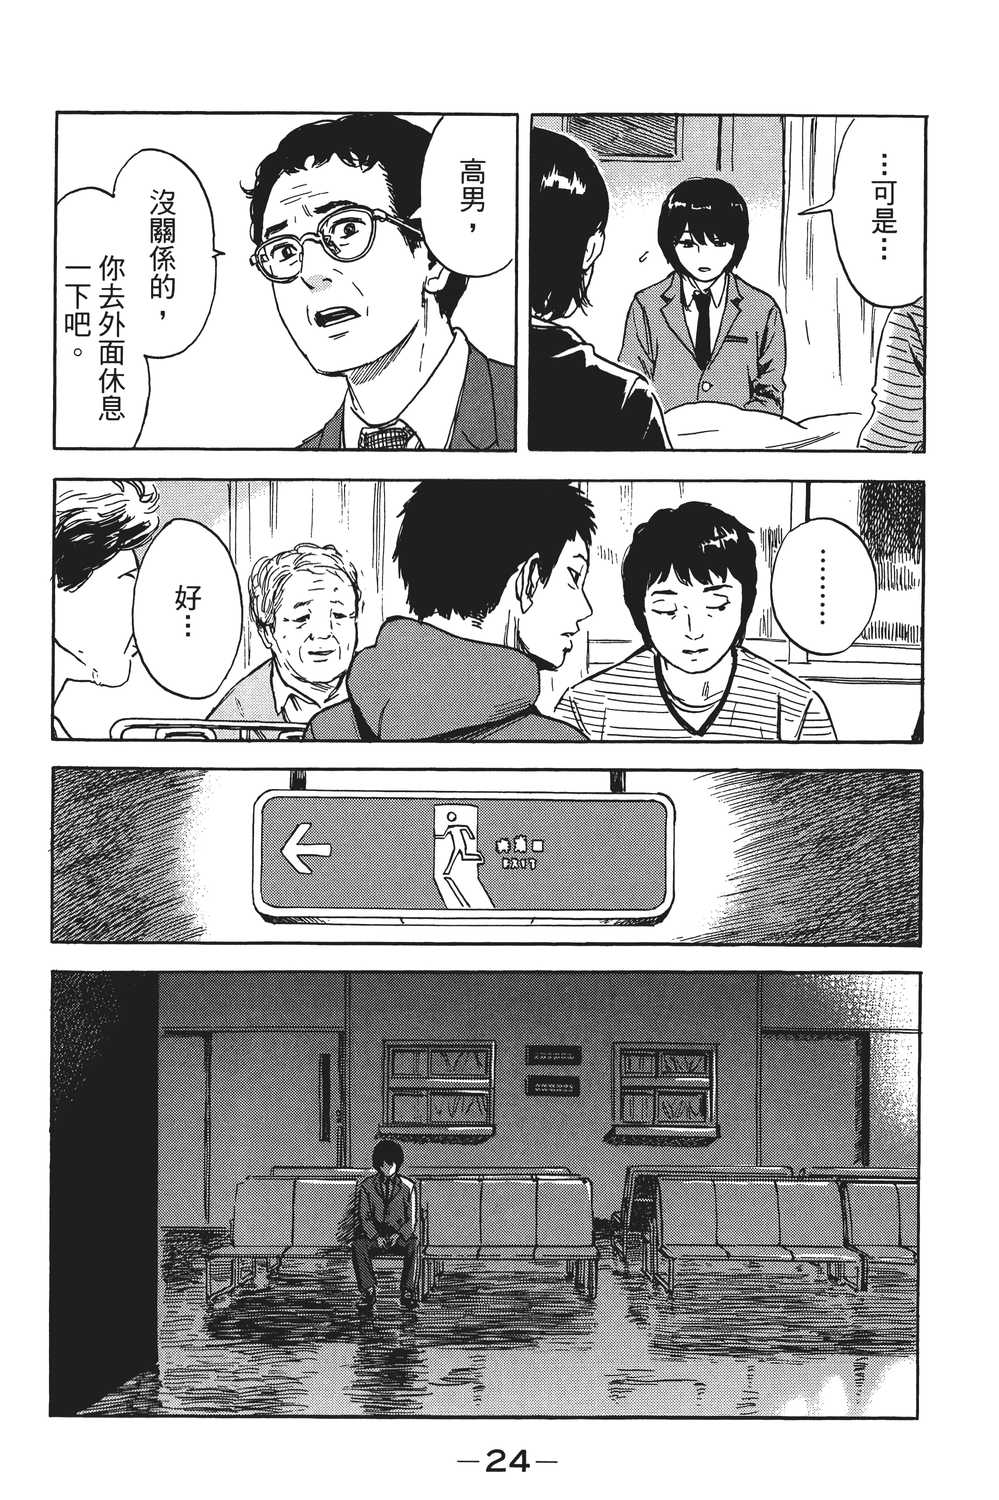 …可是…
高男，
沒關係的，
你去外面休息
一下吧。
………
好…
EXIT
－24－